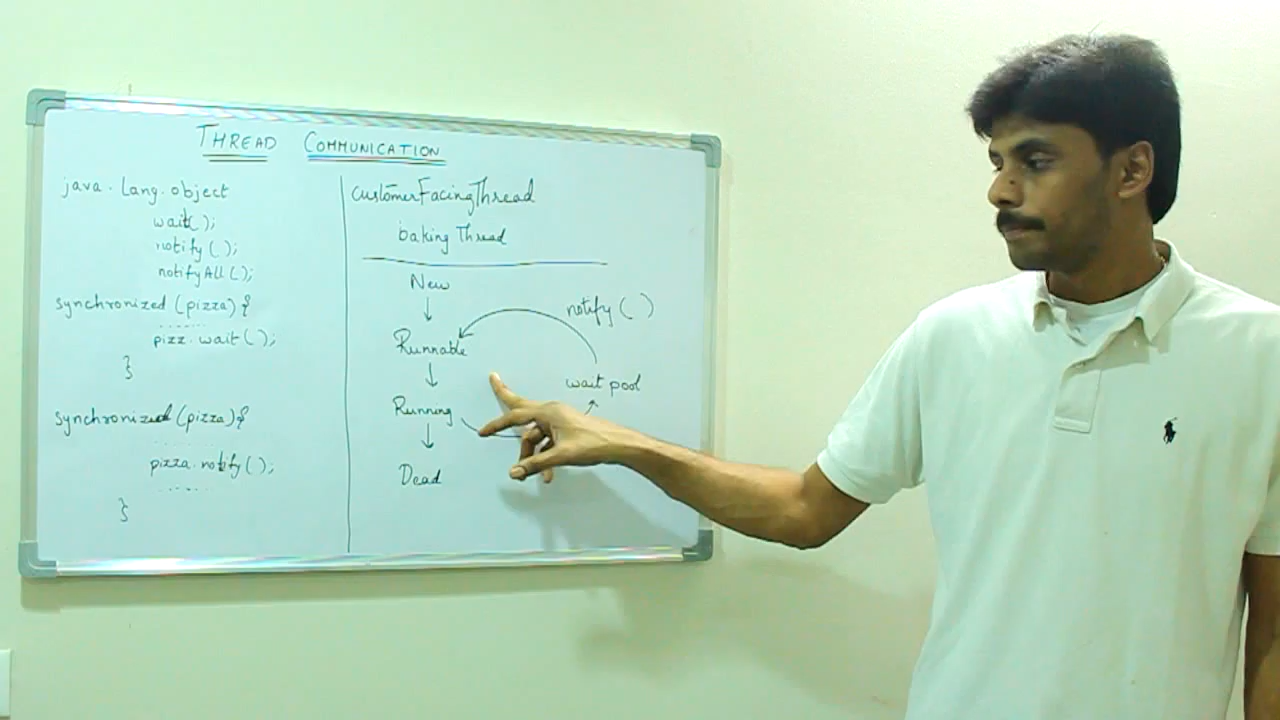 THREAD COMMUNICATION
java.lang.object
wait();
notify();
notifyAll();
synchronized (pizza) {
......
pizz.wait();
}
synchronized (pizza) {
......
pizza.notify();
......
}
customerFacingThread
baking Thread
New
Runnable
Running
Dead
notify()
wait pool